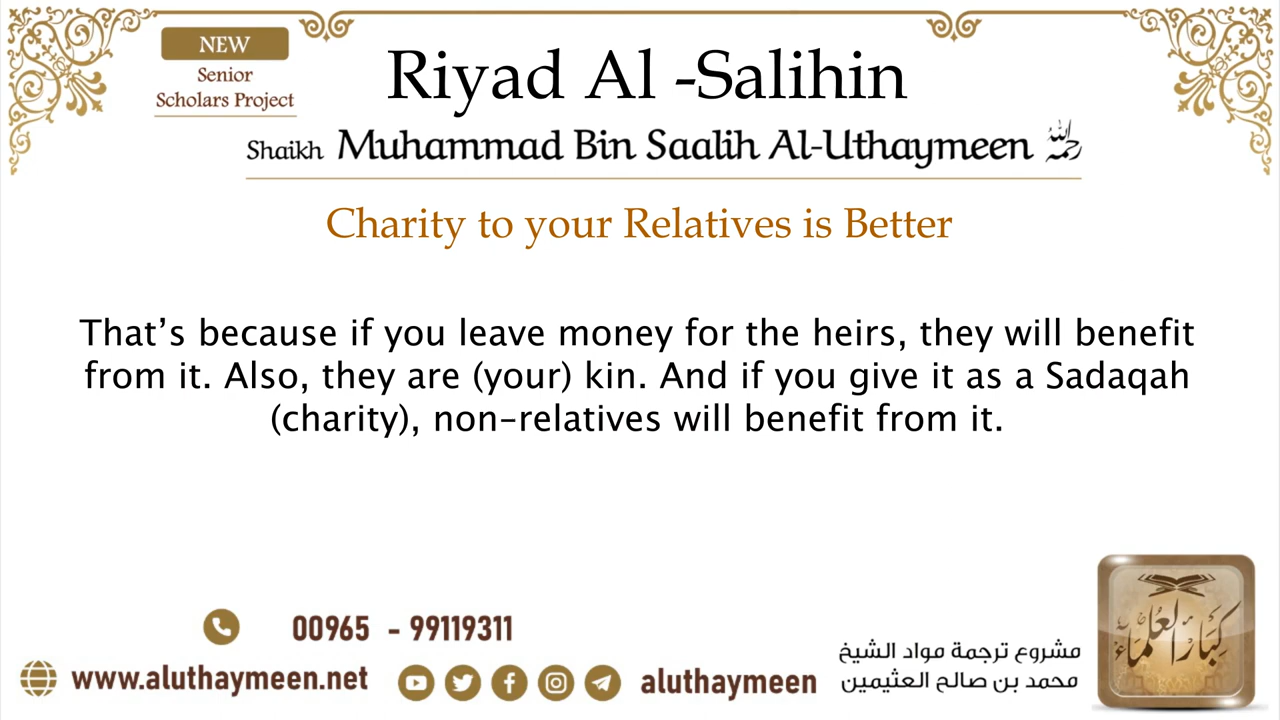 NEW
Senior
Scholars Project
Riyad Al -Salihin
Shaikh Muhammad Bin Saalih Al-Uthaymeen رحمه الله
Charity to your Relatives is Better
That’s because if you leave money for the heirs, they will benefit
from it. Also, they are (your) kin. And if you give it as a Sadaqah
(charity), non–relatives will benefit from it.
00965 - 99119311
www.aluthaymeen.net
aluthaymeen
مشروع ترجمة مواد الشيخ
محمد بن صالح العثيمين
كبار العلماء